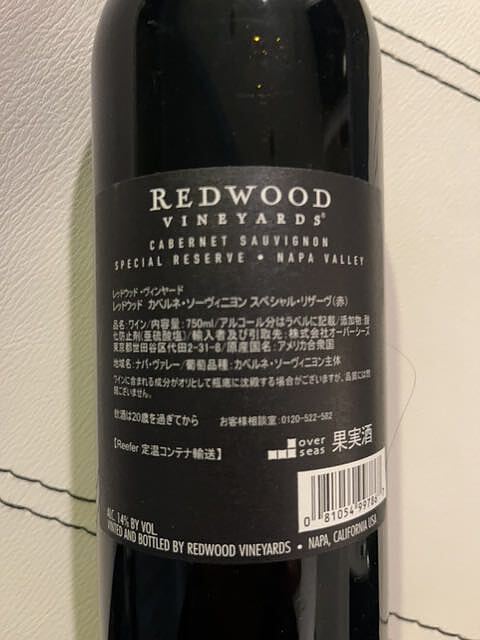 REDWOOD
VINEYARDS®
CABERNET SAUVIGNON
SPECIAL RESERVE • NAPA VALLEY
レッドウッド・ヴィンヤード
レッドウッド カベルネ・ソーヴィニヨン スペシャル・リザーヴ(赤)
品名:ワイン/内容量:750ml/アルコール分はラベルに記載/添加物:酸
化防止剤(亜硫酸塩)/輸入者及び引取先:株式会社オーバーシーズ
東京都世田谷区代田2-31-8/原産国名:アメリカ合衆国
地域名:ナパ・ヴァレー/葡萄品種:カベルネ・ソーヴィニヨン主体
ワインに含まれる成分がオリとして瓶底に沈殿する場合がございますが、品質には問
題ございません。
飲酒は20歳を過ぎてから お客様相談室:0120-522-582
【Reefer 定温コンテナ輸送】
over
seas
果実酒
0 81054 99786
ALC. 14% BY VOL.
VINTED AND BOTTLED BY REDWOOD VINEYARDS • NAPA, CALIFORNIA USA